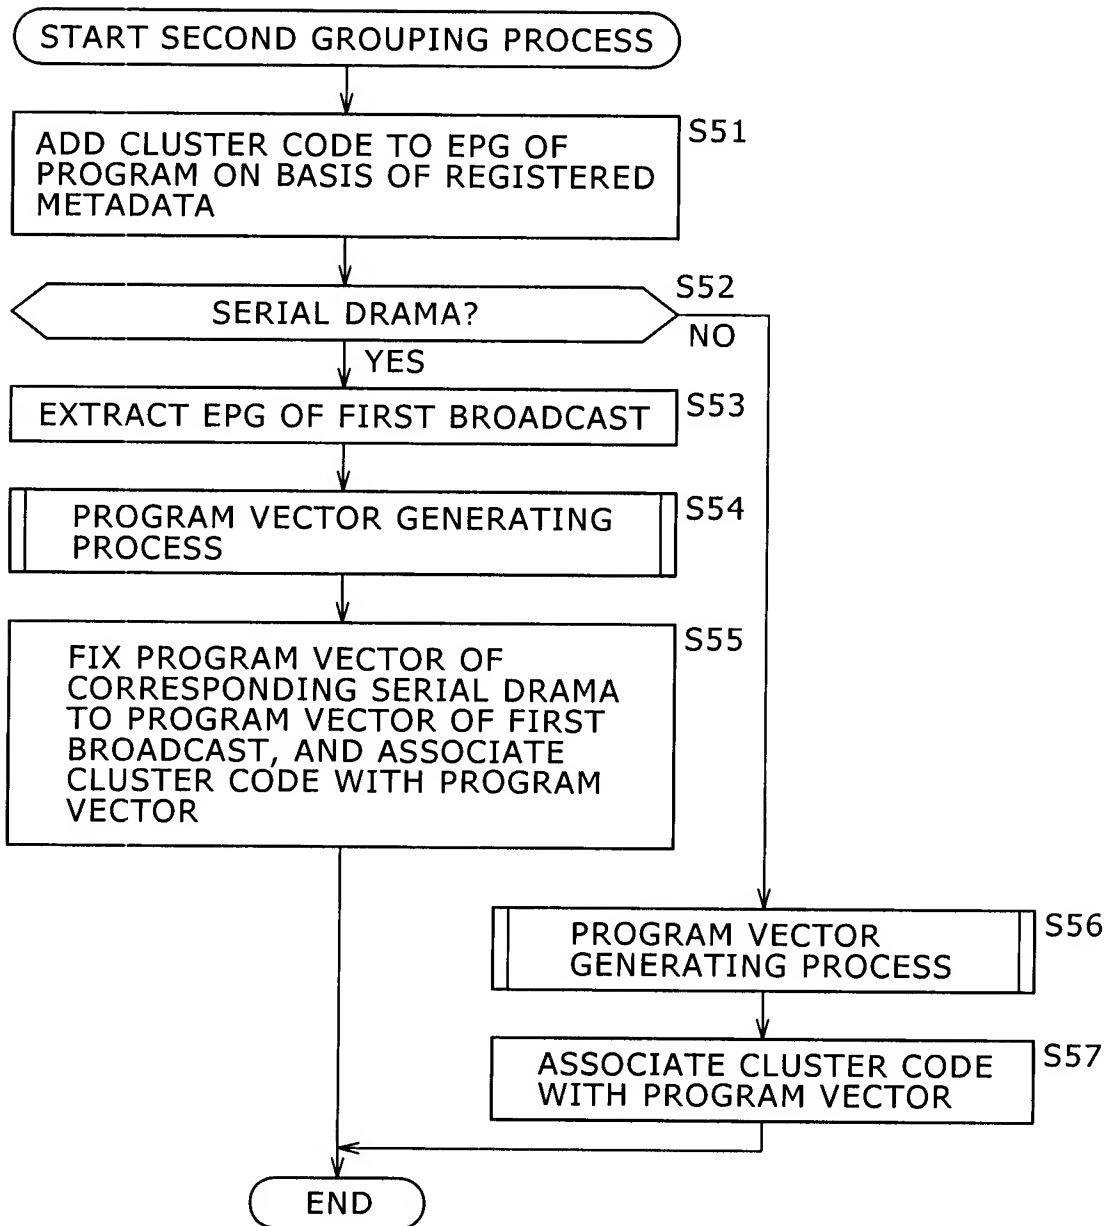 START SECOND GROUPING PROCESS
ADD CLUSTER CODE TO EPG OF
PROGRAM ON BASIS OF REGISTERED
METADATA
S51
SERIAL DRAMA?
S52
NO
YES
EXTRACT EPG OF FIRST BROADCAST
S53
PROGRAM VECTOR GENERATING
PROCESS
S54
FIX PROGRAM VECTOR OF
CORRESPONDING SERIAL DRAMA
TO PROGRAM VECTOR OF FIRST
BROADCAST, AND ASSOCIATE
CLUSTER CODE WITH PROGRAM
VECTOR
S55
PROGRAM VECTOR
GENERATING PROCESS
S56
ASSOCIATE CLUSTER CODE
WITH PROGRAM VECTOR
S57
END